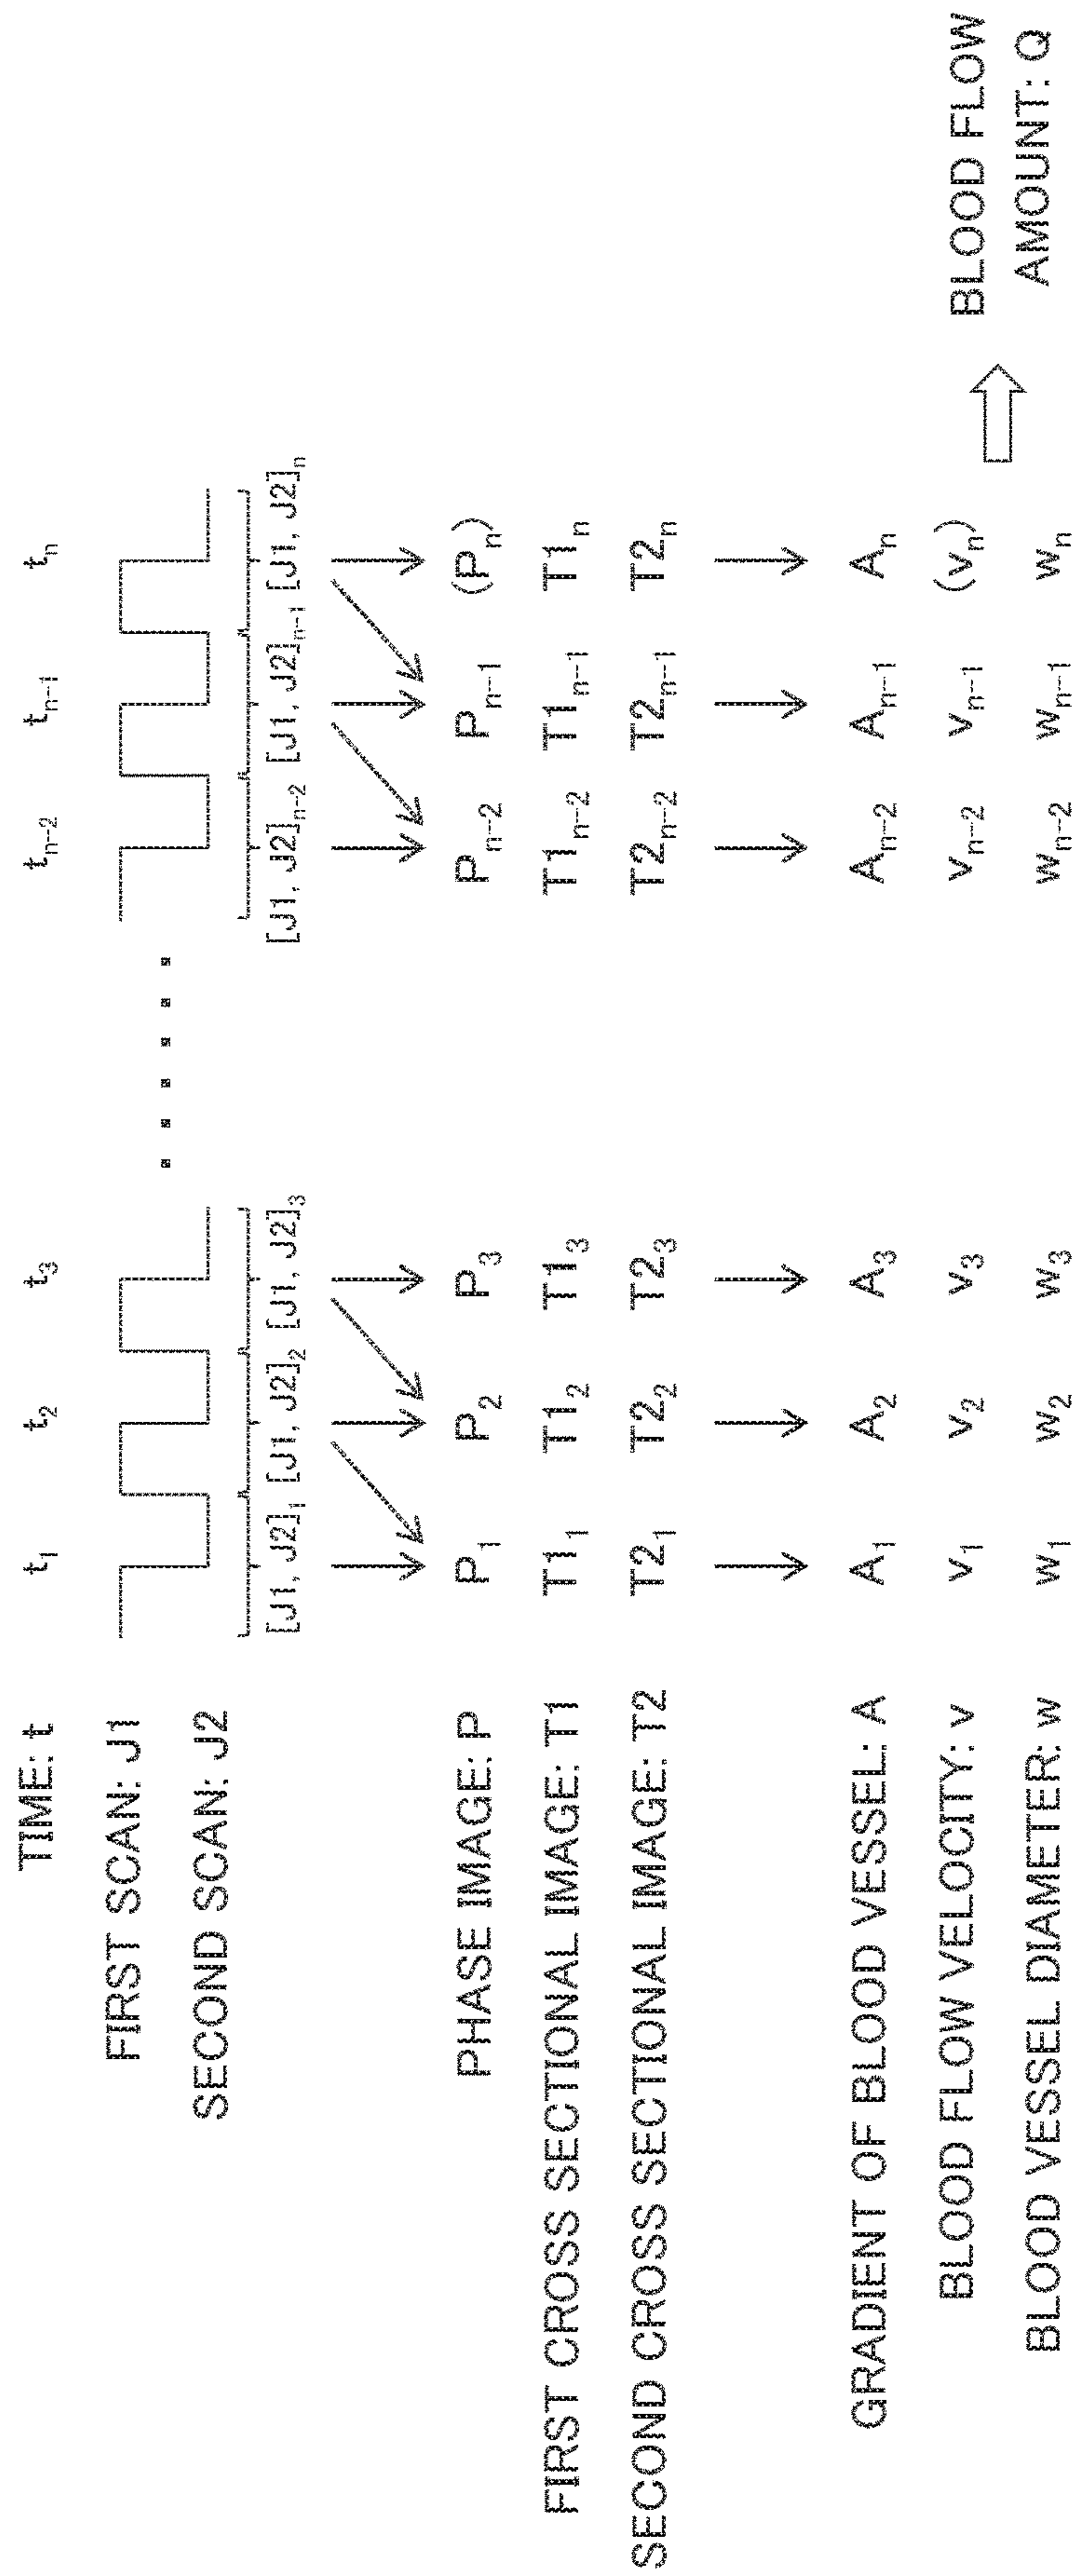 TIME: t t₁ t₂ t₃ tₙ₋₂ tₙ₋₁ tₙ
FIRST SCAN: J1
SECOND SCAN: J2
[J1, J2]₁ [J1, J2]₂ [J1, J2]₃ [J1, J2]ₙ₋₂ [J1, J2]ₙ₋₁ [J1, J2]ₙ
PHASE IMAGE: P P₁ P₂ P₃ Pₙ₋₂ Pₙ₋₁ (Pₙ)
FIRST CROSS SECTIONAL IMAGE: T1 T1₁ T1₂ T1₃ T1ₙ₋₂ T1ₙ₋₁ T1ₙ
SECOND CROSS SECTIONAL IMAGE: T2 T2₁ T2₂ T2₃ T2ₙ₋₂ T2ₙ₋₁ T2ₙ
GRADIENT OF BLOOD VESSEL: A A₁ A₂ A₃ Aₙ₋₂ Aₙ₋₁ Aₙ
BLOOD FLOW VELOCITY: v v₁ v₂ v₃ vₙ₋₂ vₙ₋₁ (vₙ)
BLOOD VESSEL DIAMETER: w w₁ w₂ w₃ wₙ₋₂ wₙ₋₁ wₙ
BLOOD FLOW
AMOUNT: Q